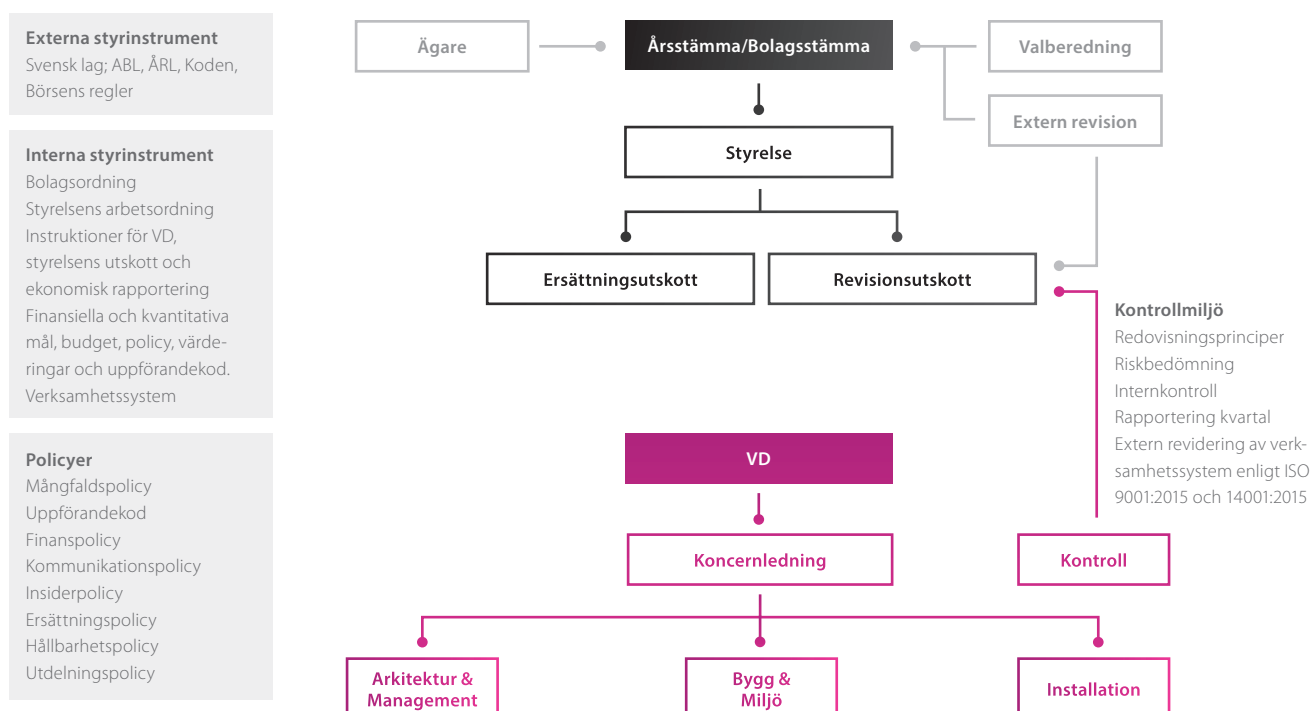 Externa styrinstrument
Svensk lag; ABL, ÅRL, Koden,
Börsens regler
Interna styrinstrument
Bolagsordning
Styrelsens arbetsordning
Instruktioner för VD,
styrelsens utskott och
ekonomisk rapportering
Finansiella och kvantitativa
mål, budget, policy, värde-
ringar och uppförandekod.
Verksamhetssystem
Policyer
Mångfaldspolicy
Uppförandekod
Finanspolicy
Kommunikationspolicy
Insiderpolicy
Ersättningspolicy
Hållbarhetspolicy
Utdelningspolicy
Ägare
Årsstämma/Bolagsstämma
Valberedning
Extern revision
Styrelse
Ersättningsutskott
Revisionsutskott
Kontrollmiljö
Redovisningsprinciper
Riskbedömning
Internkontroll
Rapportering kvartal
Extern revidering av verk-
samhetssystem enligt ISO
9001:2015 och 14001:2015
VD
Koncernledning
Kontroll
Arkitektur &
Management
Bygg &
Miljö
Installation